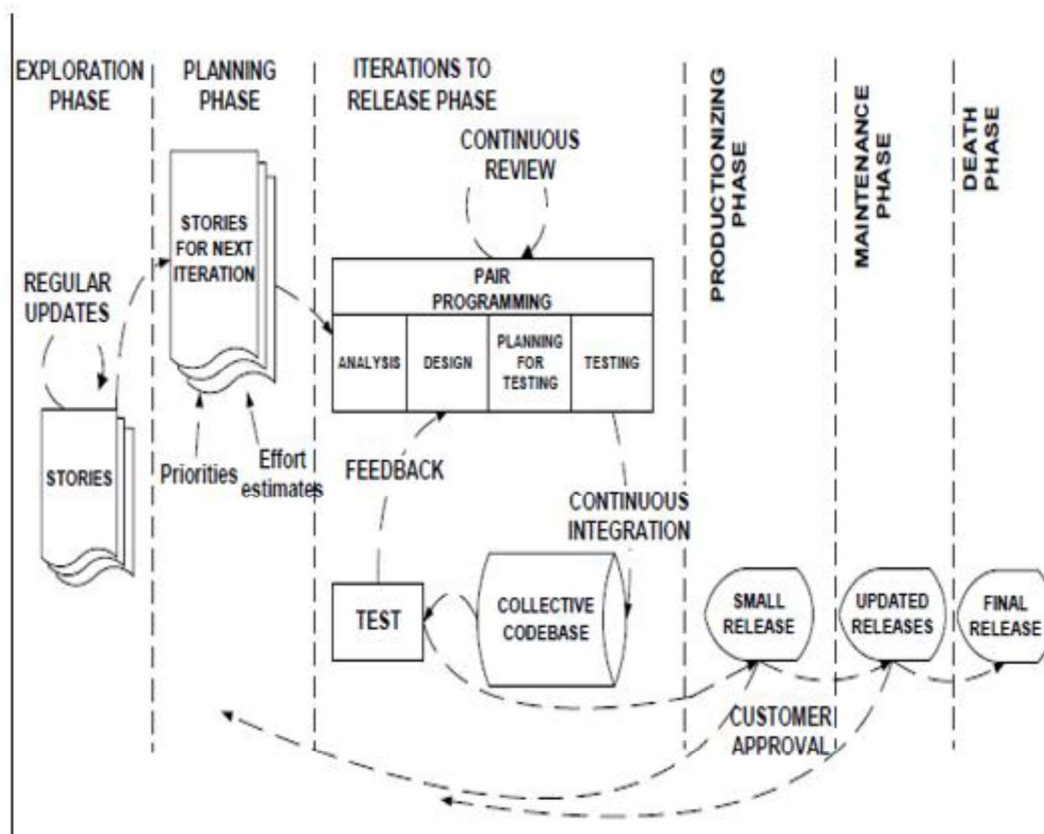 EXPLORATION
PHASE
PLANNING
PHASE
ITERATIONS TO
RELEASE PHASE
PRODUCTIONIZING
PHASE
MAINTENANCE
PHASE
DEATH
PHASE
CONTINUOUS
REVIEW
STORIES
FOR NEXT
ITERATION
REGULAR
UPDATES
PAIR
PROGRAMMING
ANALYSIS
DESIGN
PLANNING
FOR
TESTING
TESTING
STORIES
Priorities
Effort
estimates
FEEDBACK
CONTINUOUS
INTEGRATION
TEST
COLLECTIVE
CODEBASE
SMALL
RELEASE
UPDATED
RELEASES
FINAL
RELEASE
CUSTOMER
APPROVAL